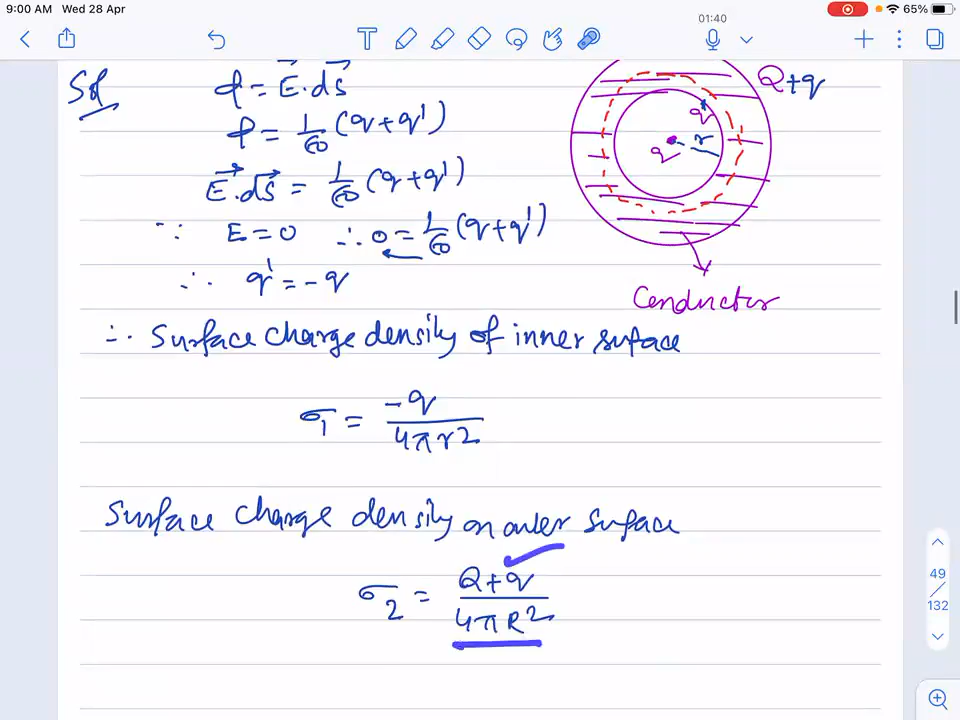 9:00 AM Wed 28 Apr
01:40
65%
Sol
φ = E⃗.ds⃗
φ = 1/ε0 (q+q')
E⃗.ds⃗ = 1/ε0 (q+q')
∵ E=0 ∴ 0 = 1/ε0 (q+q')
∴ q' = -q
Q+q
q'
r
q
Conductor
∴ Surface charge density of inner surface
σ1 = -q/4πr2
Surface charge density on outer surface
σ2 = Q+q/4πR2
49
/
132